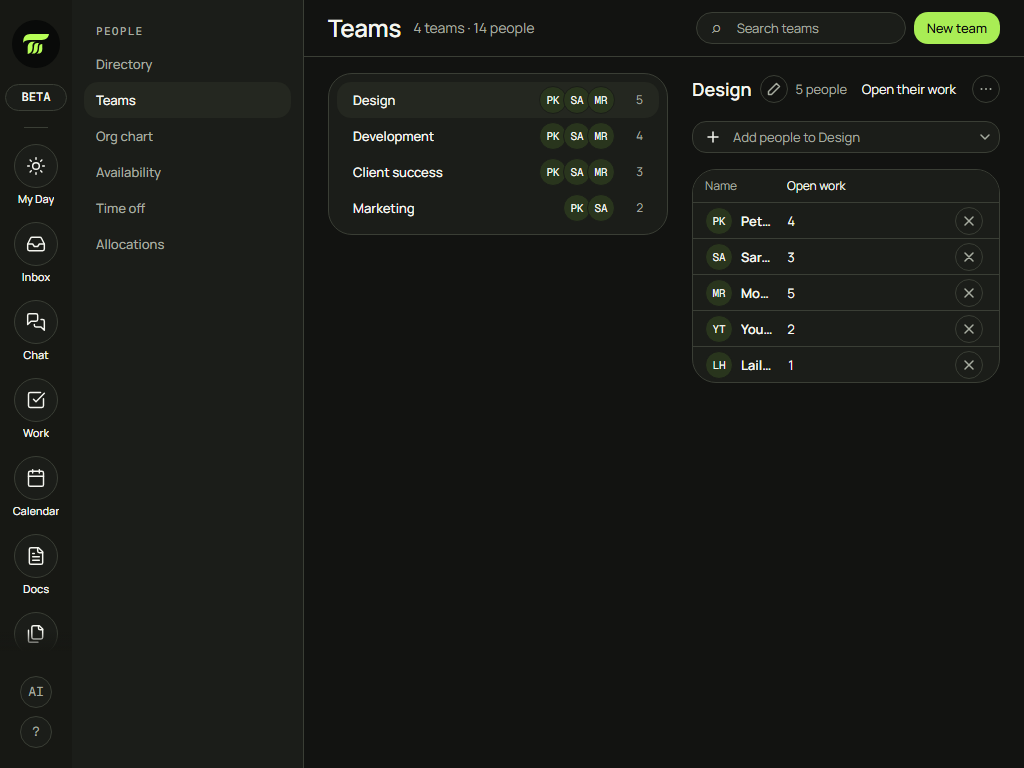 BETA
My Day
Inbox
Chat
Work
Calendar
Docs
AI
?
PEOPLE
Directory
Teams
Org chart
Availability
Time off
Allocations
Teams 4 teams · 14 people
Search teams
New team
Design PK SA MR 5
Development PK SA MR 4
Client success PK SA MR 3
Marketing PK SA 2
Design 5 people Open their work ...
Add people to Design
Name Open work
PK Pet... 4
SA Sar... 3
MR Mo... 5
YT You... 2
LH Lail... 1